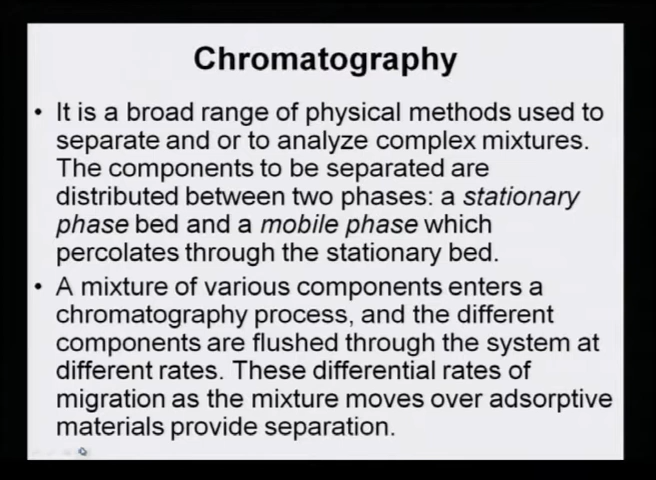 Chromatography
• It is a broad range of physical methods used to
separate and or to analyze complex mixtures.
The components to be separated are
distributed between two phases: a stationary
phase bed and a mobile phase which
percolates through the stationary bed.
• A mixture of various components enters a
chromatography process, and the different
components are flushed through the system at
different rates. These differential rates of
migration as the mixture moves over adsorptive
materials provide separation.